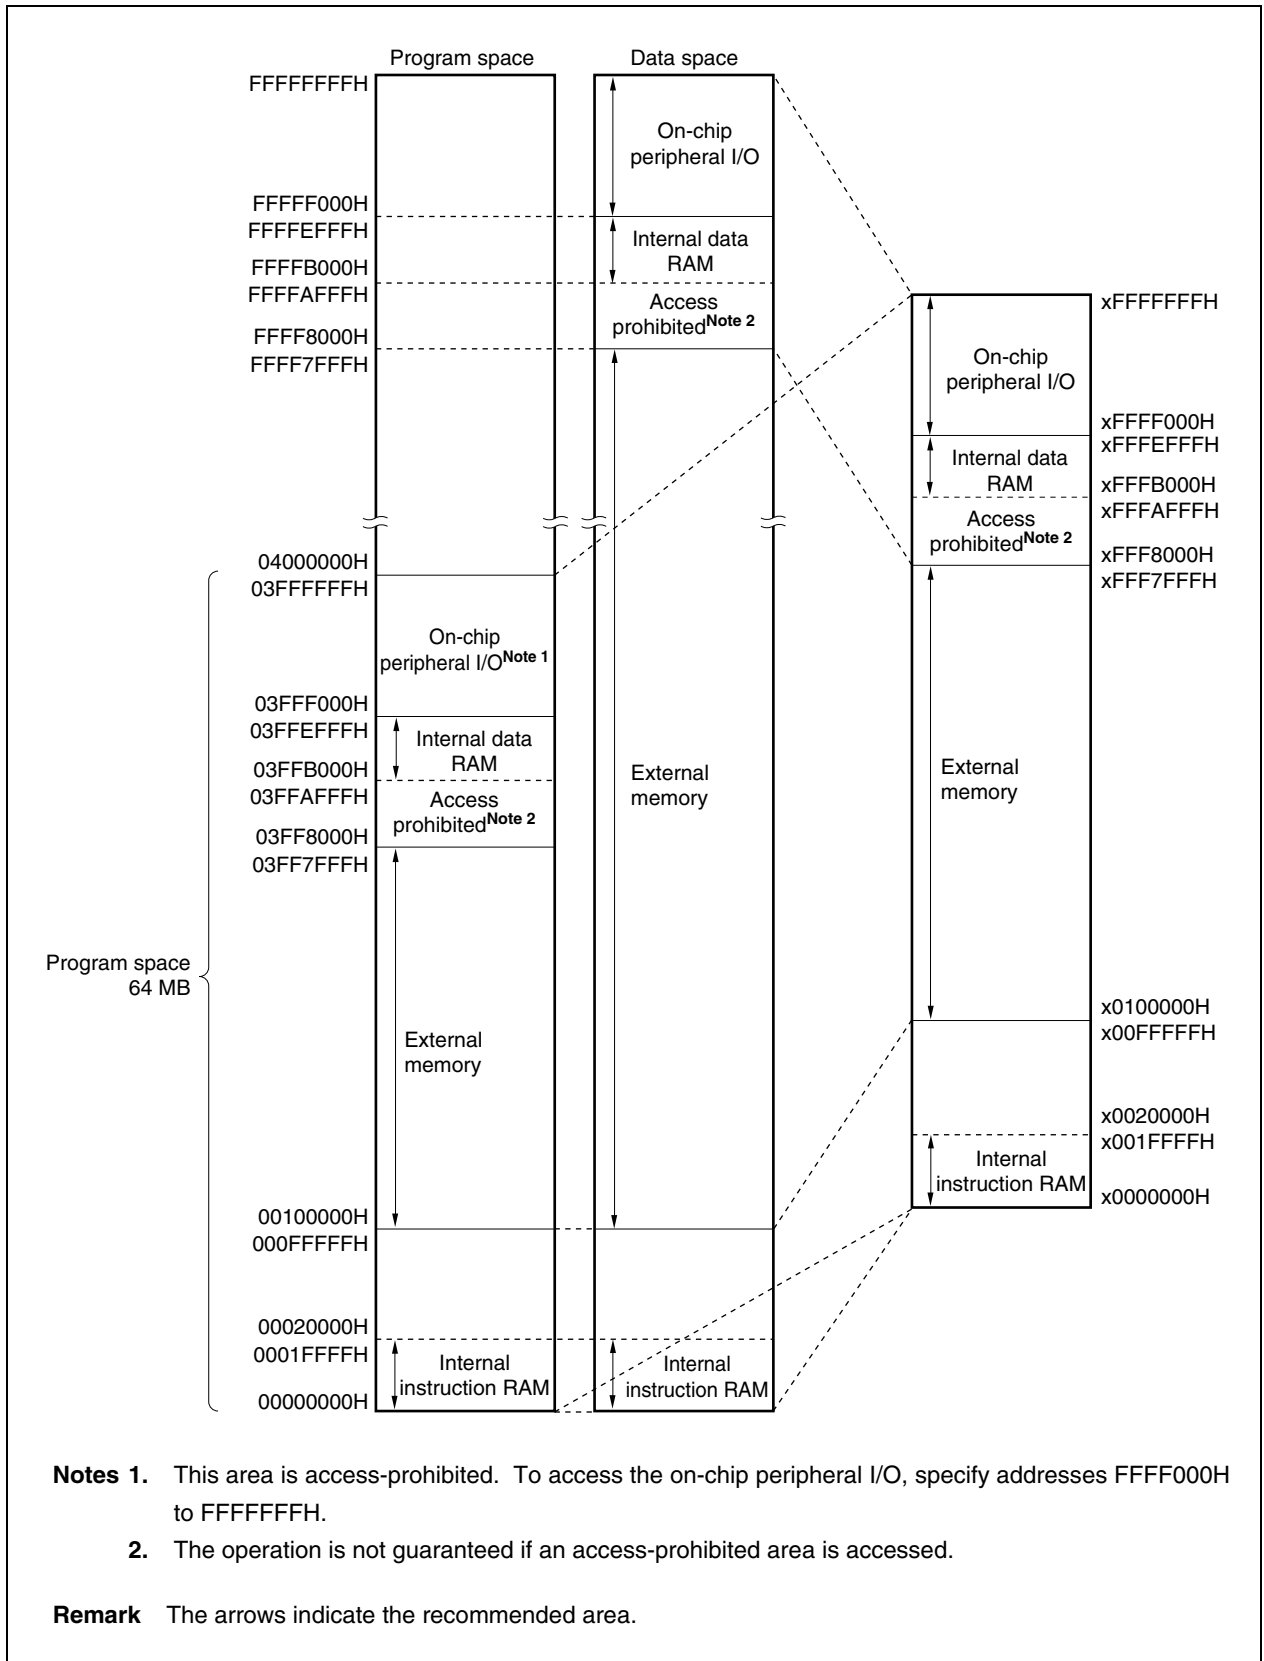 Program space
Data space
FFFFFFFFH
On-chip
peripheral I/O
FFFFF000H
FFFFEFFFH
Internal data
RAM
FFFFB000H
FFFFAFFFH
Access
prohibitedNote 2
FFFF8000H
FFFF7FFFH
xFFFFFFFH
On-chip
peripheral I/O
xFFFF000H
xFFFEFFFH
Internal data
RAM
xFFFB000H
xFFFAFFFH
Access
prohibitedNote 2
xFFF8000H
xFFF7FFFH
04000000H
03FFFFFFH
On-chip
peripheral I/ONote 1
03FFF000H
03FFEFFFH
Internal data
RAM
03FFB000H
03FFAFFFH
Access
prohibitedNote 2
03FF8000H
03FF7FFFH
External
memory
External
memory
Program space
64 MB
External
memory
x0100000H
x00FFFFFH
x0020000H
x001FFFFH
Internal
instruction RAM
x0000000H
00100000H
000FFFFFH
00020000H
0001FFFFH
Internal
instruction RAM
Internal
instruction RAM
00000000H
Notes 1. This area is access-prohibited. To access the on-chip peripheral I/O, specify addresses FFFF000H
to FFFFFFFH.
2. The operation is not guaranteed if an access-prohibited area is accessed.
Remark The arrows indicate the recommended area.